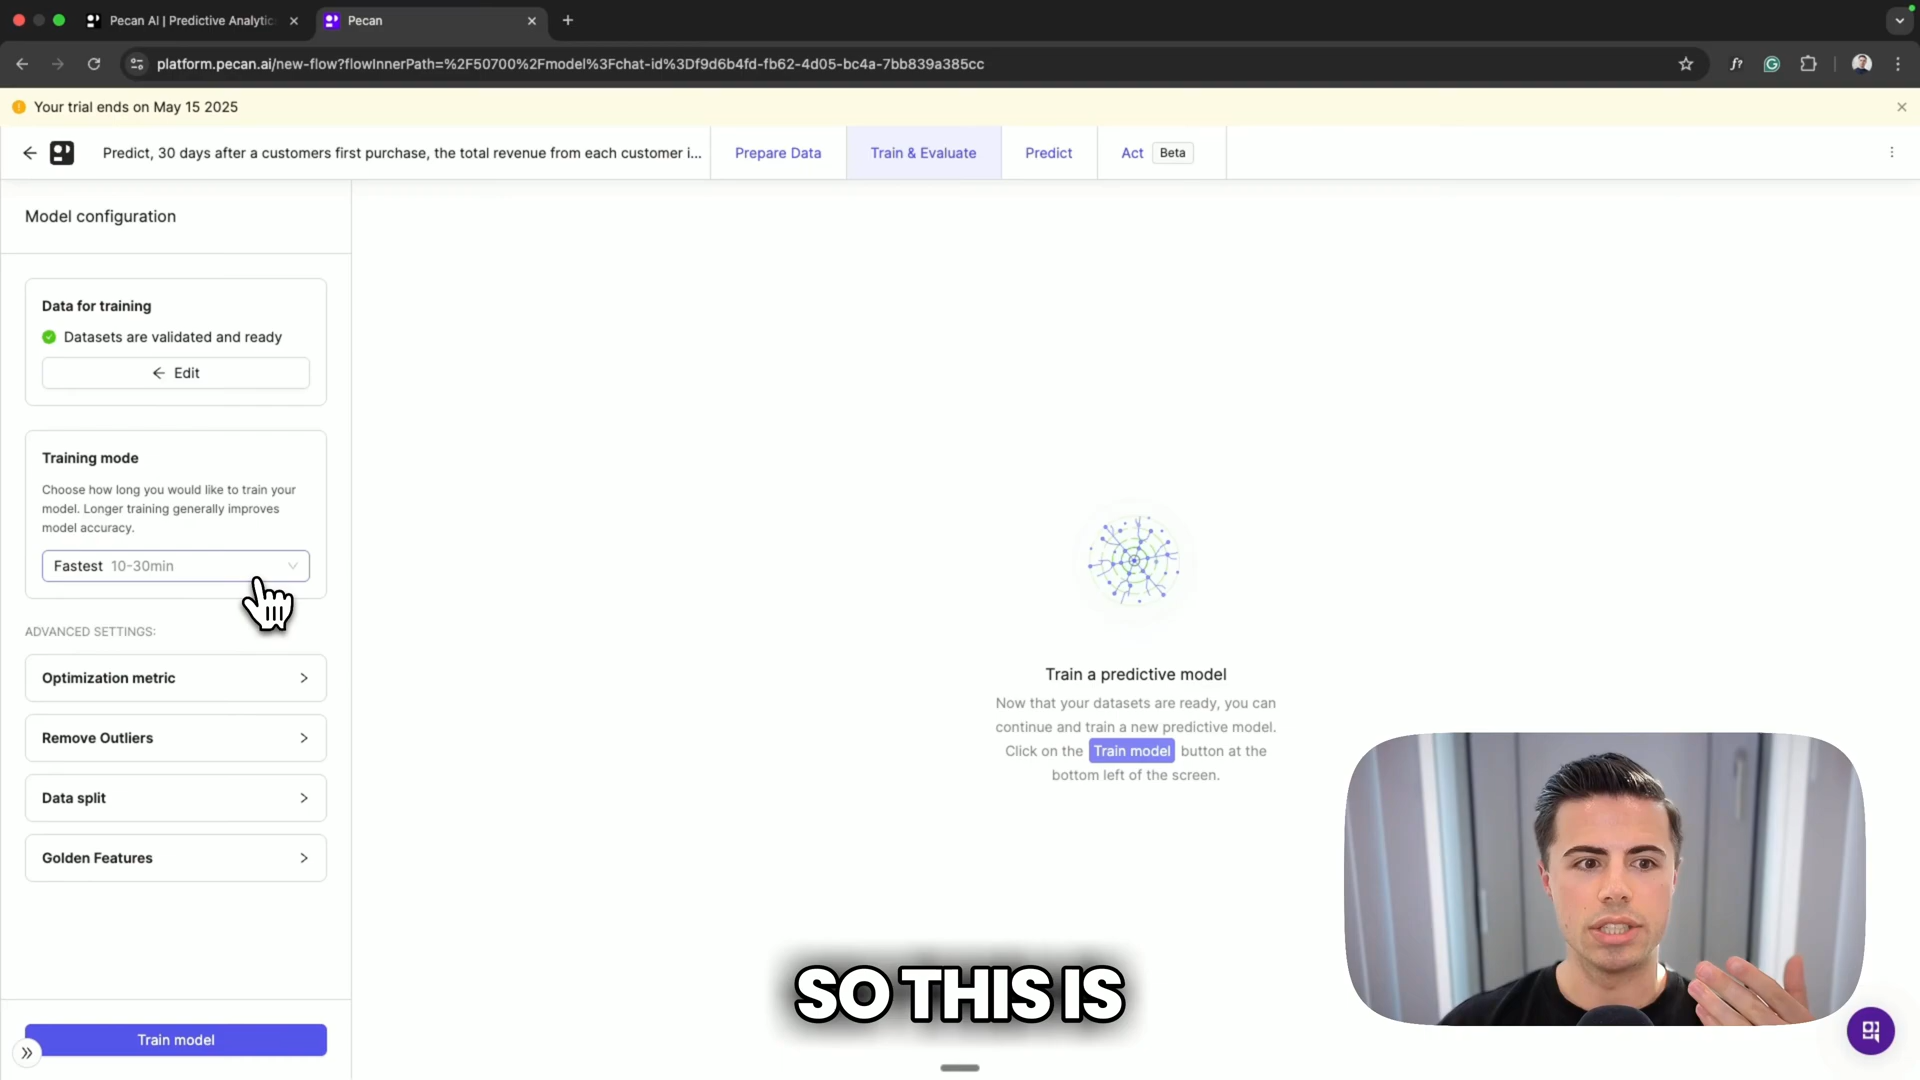 Pecan AI | Predictive Analytic
Pecan
platform.pecan.ai/new-flow?flowInnerPath=%2F50700%2Fmodel%3Fchat-id%3Df9d6b4fd-fb62-4d05-bc4a-7bb839a385cc
f?
Your trial ends on May 15 2025
Predict, 30 days after a customers first purchase, the total revenue from each customer i...
Prepare Data
Train & Evaluate
Predict
Act Beta
Model configuration
Data for training
Datasets are validated and ready
← Edit
Training mode
Choose how long you would like to train your
model. Longer training generally improves
model accuracy.
Fastest 10-30min
ADVANCED SETTINGS:
Optimization metric
Remove Outliers
Data split
Golden Features
Train model
Train a predictive model
Now that your datasets are ready, you can
continue and train a new predictive model.
Click on the Train model button at the
bottom left of the screen.
SO THIS IS